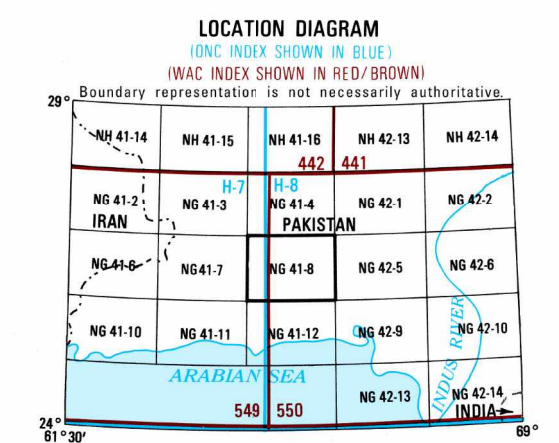 LOCATION DIAGRAM
(ONC INDEX SHOWN IN BLUE)
(WAC INDEX SHOWN IN RED/BROWN)
Boundary representation is not necessarily authoritative.
29°
NH 41-14 NH 41-15 NH 41-16 NH 42-13 NH 42-14
442 441
H-7 H-8
NG 41-2 NG 41-3 NG 41-4 NG 42-1 NG 42-2
IRAN PAKISTAN
NG 41-6 NG 41-7 NG 41-8 NG 42-5 NG 42-6
NG 41-10 NG 41-11 NG 41-12 NG 42-9 NG 42-10
INDUS RIVER
ARABIAN SEA
NG 42-13 NG 42-14
549 550 INDIA
24° 69°
61° 30'